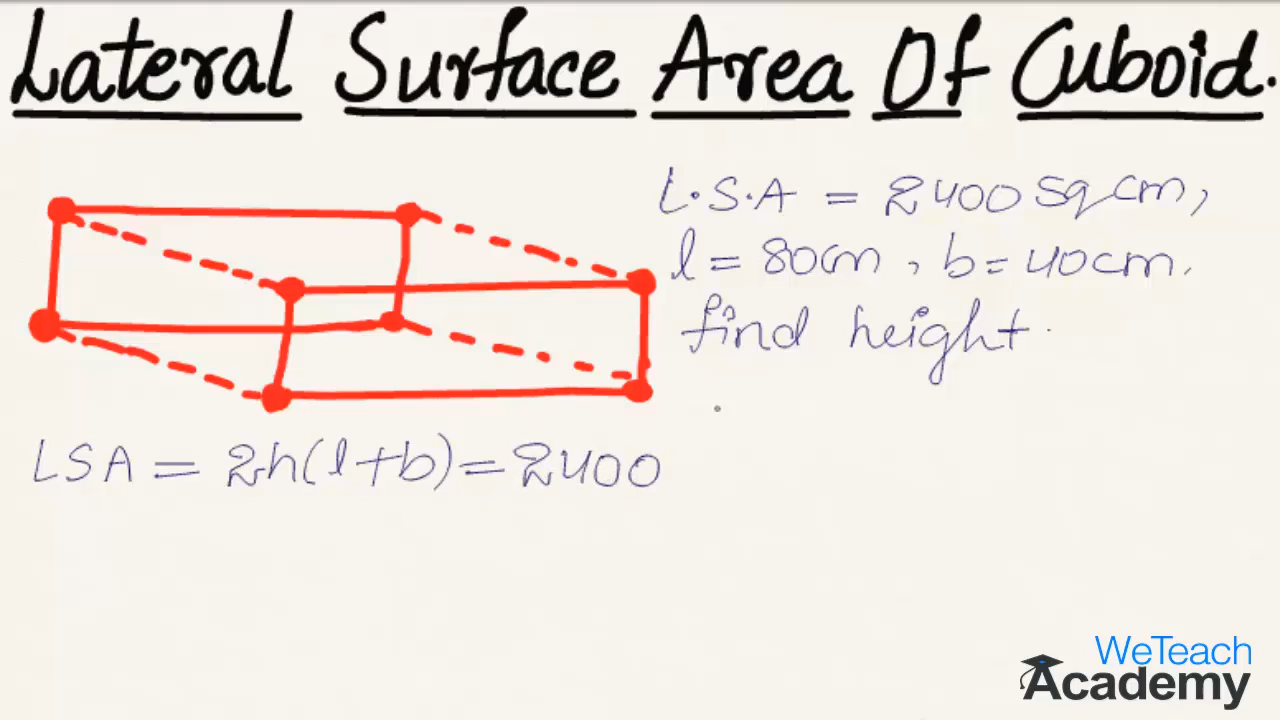 Lateral Surface Area Of Cuboid.
L.S.A = 2400 Sq cm,
l = 80cm, b = 40cm.
find height.
LSA = 2h(l+b) = 2400
WeTeach
Academy